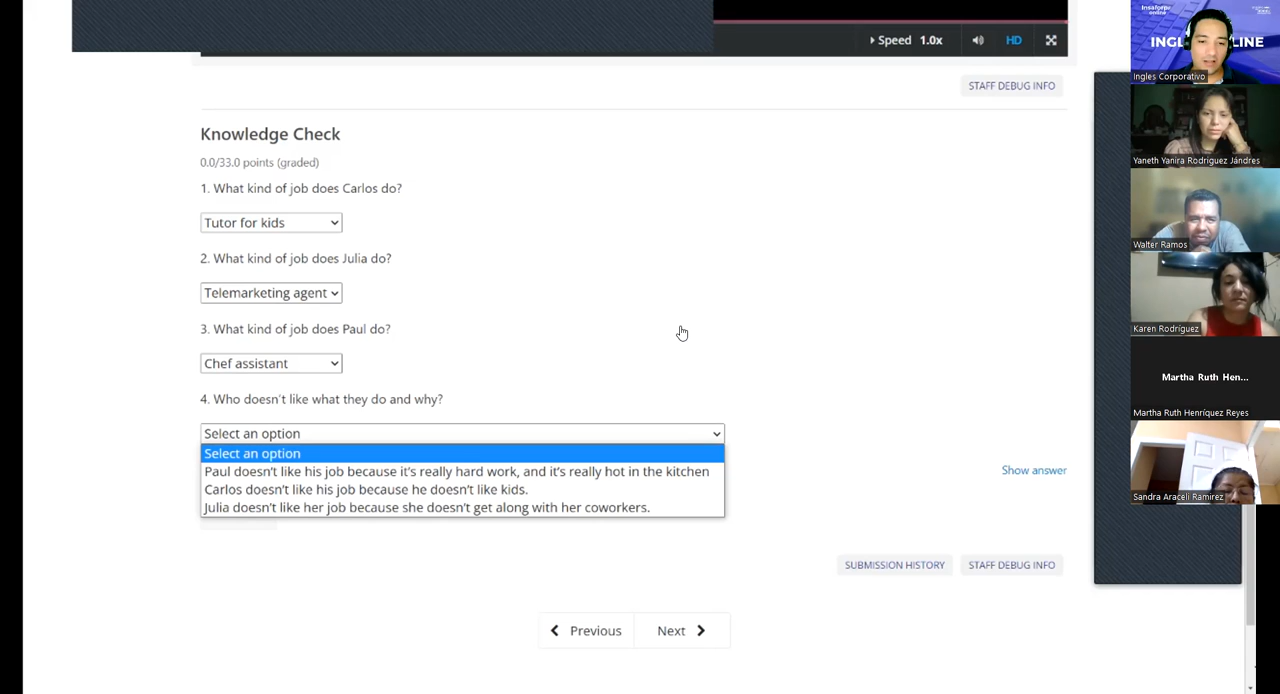 Speed 1.0x
HD
STAFF DEBUG INFO
Knowledge Check
0.0/33.0 points (graded)
1. What kind of job does Carlos do?
Tutor for kids
2. What kind of job does Julia do?
Telemarketing agent
3. What kind of job does Paul do?
Chef assistant
4. Who doesn't like what they do and why?
Select an option
Select an option
Paul doesn't like his job because it's really hard work, and it's really hot in the kitchen
Carlos doesn't like his job because he doesn't like kids.
Julia doesn't like her job because she doesn't get along with her coworkers.
Show answer
SUBMISSION HISTORY
STAFF DEBUG INFO
Previous
Next
Insaforp
online
INGL
LINE
Ingles Corporativo
Yaneth Yanira Rodriguez Jándres
Walter Ramos
Karen Rodríguez
Martha Ruth Hen...
Martha Ruth Henríquez Reyes
Sandra Araceli Ramirez